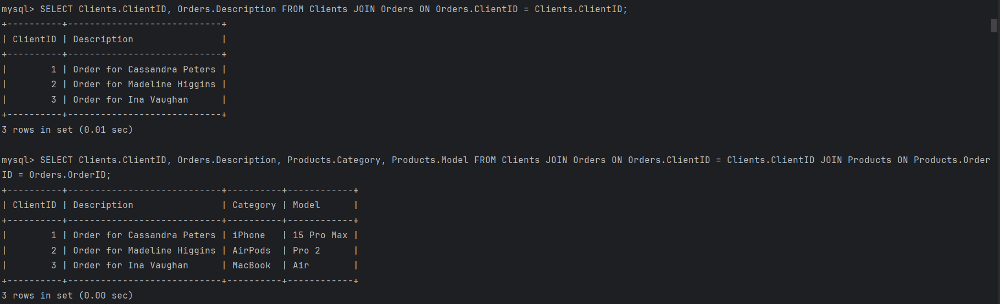 mysql> SELECT Clients.ClientID, Orders.Description FROM Clients JOIN Orders ON Orders.ClientID = Clients.ClientID;
+----------+----------------------------+
| ClientID | Description                |
+----------+----------------------------+
|        1 | Order for Cassandra Peters |
|        2 | Order for Madeline Higgins |
|        3 | Order for Ina Vaughan      |
+----------+----------------------------+
3 rows in set (0.01 sec)

mysql> SELECT Clients.ClientID, Orders.Description, Products.Category, Products.Model FROM Clients JOIN Orders ON Orders.ClientID = Clients.ClientID JOIN Products ON Products.Order
ID = Orders.OrderID;
+----------+----------------------------+----------+------------+
| ClientID | Description                | Category | Model      |
+----------+----------------------------+----------+------------+
|        1 | Order for Cassandra Peters | iPhone   | 15 Pro Max |
|        2 | Order for Madeline Higgins | AirPods  | Pro 2      |
|        3 | Order for Ina Vaughan      | MacBook  | Air        |
+----------+----------------------------+----------+------------+
3 rows in set (0.00 sec)